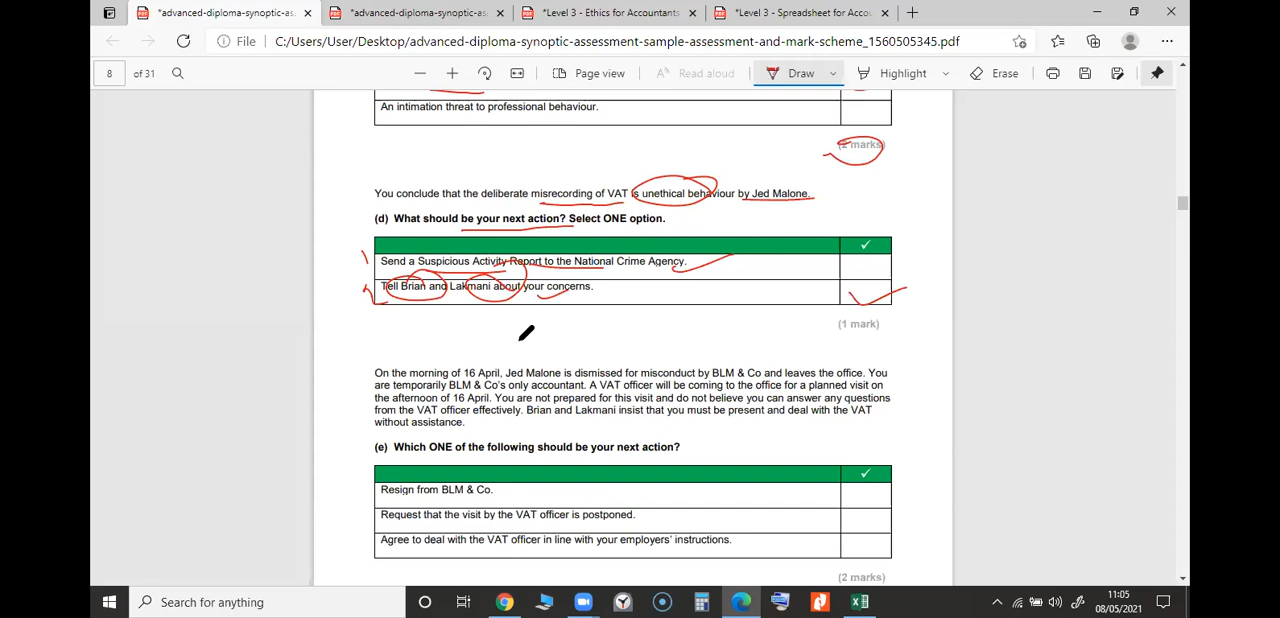 *advanced-diploma-synoptic-as:
*advanced-diploma-synoptic-ass
*Level 3 - Ethics for Accountants
*Level 3 - Spreadsheet for Accou
File
C:/Users/User/Desktop/advanced-diploma-synoptic-assessment-sample-assessment-and-mark-scheme_1560505345.pdf
8 of 31
Page view
Read aloud
Draw
Highlight
Erase
An intimation threat to professional behaviour.
(2 marks)
You conclude that the deliberate misrecording of VAT is unethical behaviour by Jed Malone.
(d) What should be your next action? Select ONE option.
Send a Suspicious Activity Report to the National Crime Agency.
Tell Brian and Lakmani about your concerns.
(1 mark)
On the morning of 16 April, Jed Malone is dismissed for misconduct by BLM & Co and leaves the office. You
are temporarily BLM & Co's only accountant. A VAT officer will be coming to the office for a planned visit on
the afternoon of 16 April. You are not prepared for this visit and do not believe you can answer any questions
from the VAT officer effectively. Brian and Lakmani insist that you must be present and deal with the VAT
without assistance.
(e) Which ONE of the following should be your next action?
Resign from BLM & Co.
Request that the visit by the VAT officer is postponed.
Agree to deal with the VAT officer in line with your employers' instructions.
(2 marks)
Search for anything
11:05
08/05/2021